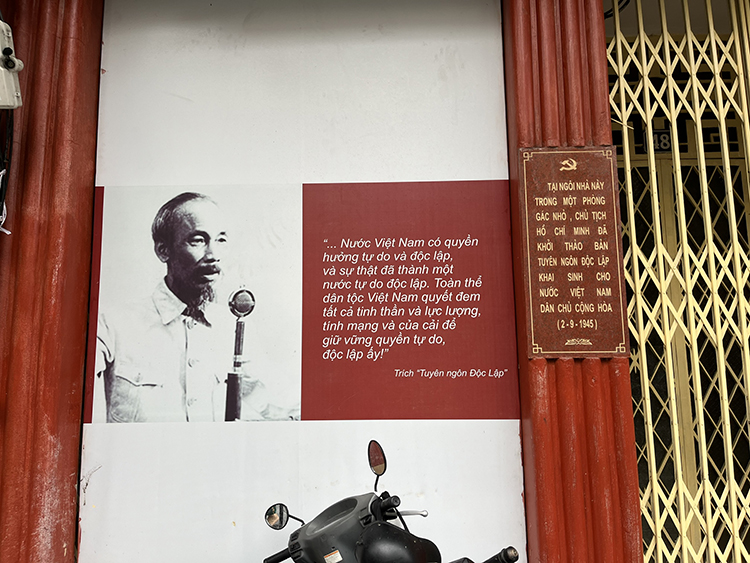 “... Nước Việt Nam có quyền
hưởng tự do và độc lập,
và sự thật đã thành một
nước tự do độc lập. Toàn thể
dân tộc Việt Nam quyết đem
tất cả tinh thần và lực lượng,
tính mạng và của cải để
giữ vững quyền tự do,
độc lập ấy!”
Trích "Tuyên ngôn Độc Lập"
TẠI NGÔI NHÀ NÀY
TRONG MỘT PHÒNG
GÁC NHỎ, CHỦ TỊCH
HỒ CHÍ MINH ĐÃ
KHỞI THẢO BẢN
TUYÊN NGÔN ĐỘC LẬP
KHAI SINH CHO
NƯỚC VIỆT NAM
DÂN CHỦ CỘNG HÒA
(2-9-1945)
48